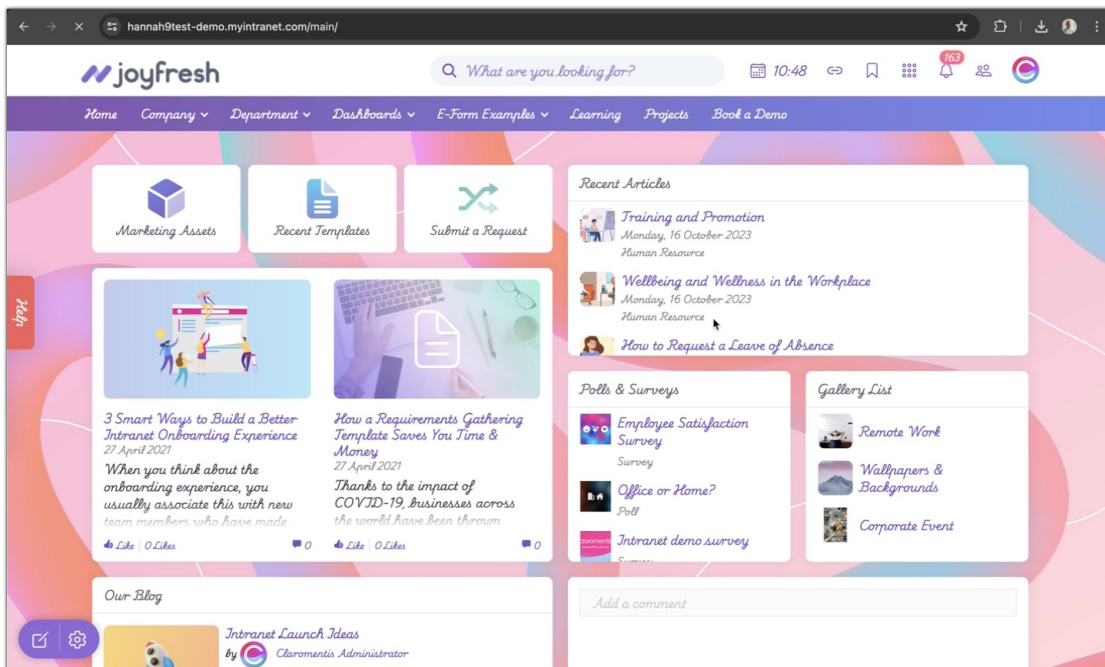 hannah9test-demo.myintranet.com/main/
joyfresh
What are you looking for?
10:48
163
Home Company Department Dashboards E-Form Examples Learning Projects Book a Demo
Help
Marketing Assets
Recent Templates
Submit a Request
3 Smart Ways to Build a Better
Intranet Onboarding Experience
27 April 2021
When you think about the
onboarding experience, you
usually associate this with new
team members who have made
Like 0 Likes 0
How a Requirements Gathering
Template Saves You Time &
Money
27 April 2021
Thanks to the impact of
COVID-19, businesses across
the world have been thrown
Like 0 Likes 0
Our Blog
Intranet Launch Ideas
by Claromentis Administrator
Recent Articles
Training and Promotion
Monday, 16 October 2023
Human Resource
Wellbeing and Wellness in the Workplace
Monday, 16 October 2023
Human Resource
How to Request a Leave of Absence
Polls & Surveys
Employee Satisfaction
Survey
Survey
Office or Home?
Poll
Intranet demo survey
Survey
Gallery List
Remote Work
Wallpapers &
Backgrounds
Corporate Event
Add a comment